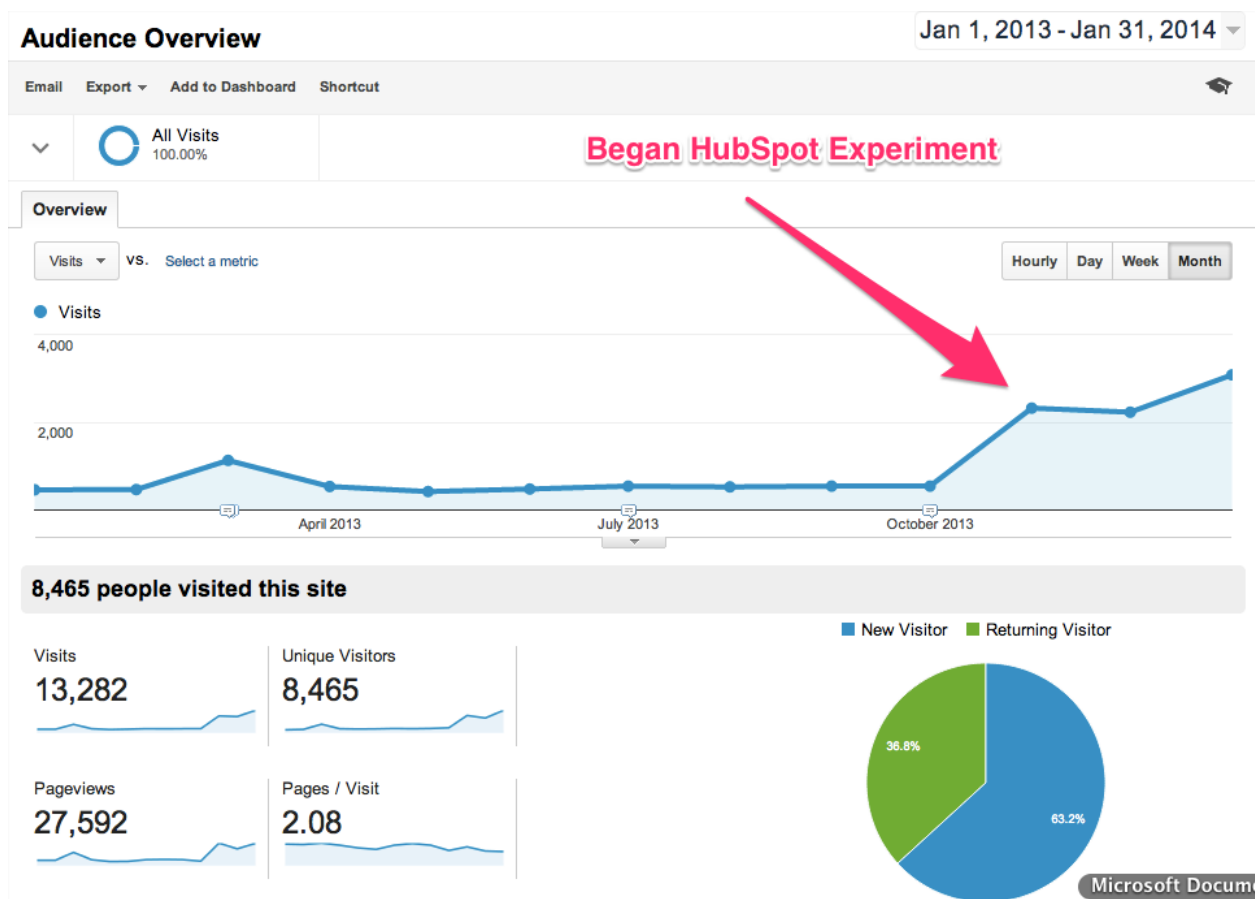 Audience Overview
Jan 1, 2013 - Jan 31, 2014
Email Export Add to Dashboard Shortcut
All Visits
100.00%
Began HubSpot Experiment
Overview
Visits vs. Select a metric
Hourly Day Week Month
Visits
4,000
2,000
April 2013 July 2013 October 2013
8,465 people visited this site
New Visitor Returning Visitor
Visits Unique Visitors
13,282 8,465
36.8%
Pageviews Pages / Visit
27,592 2.08
63.2%
Microsoft Docume